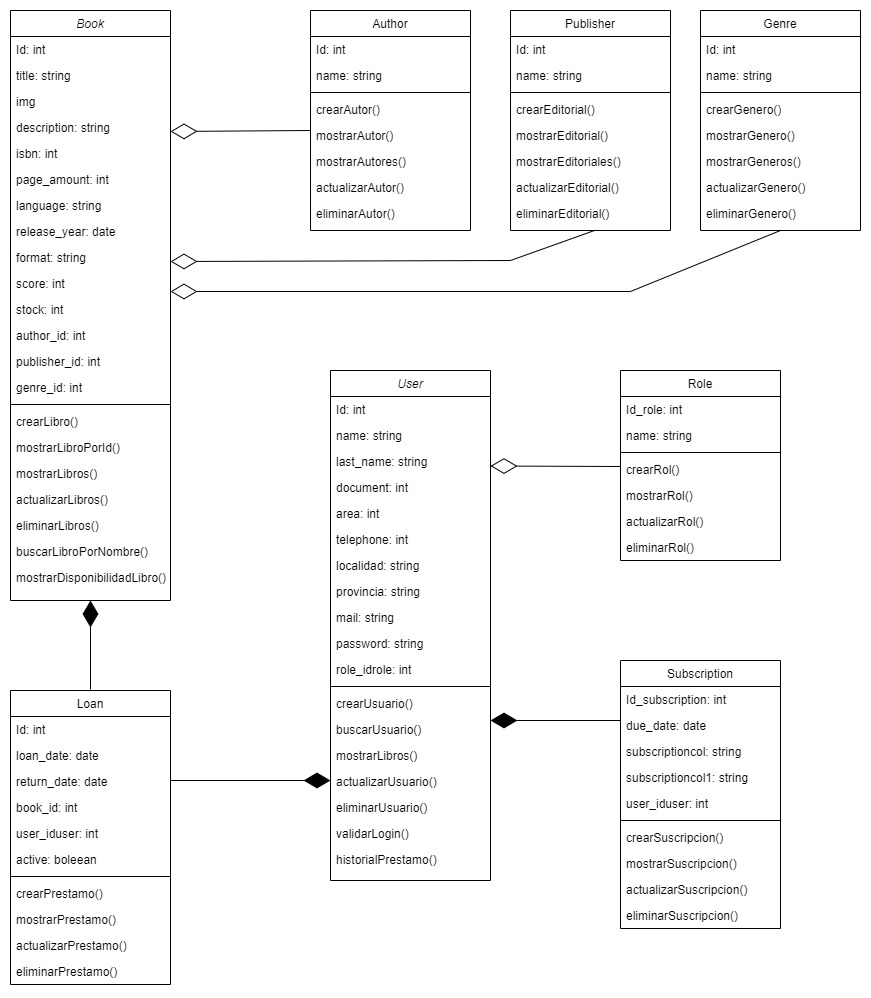 Book
Id: int
title: string
img
description: string
isbn: int
page_amount: int
language: string
release_year: date
format: string
score: int
stock: int
author_id: int
publisher_id: int
genre_id: int
crearLibro()
mostrarLibroPorId()
mostrarLibros()
actualizarLibros()
eliminarLibros()
buscarLibroPorNombre()
mostrarDisponibilidadLibro()
Author
Id: int
name: string
crearAutor()
mostrarAutor()
mostrarAutores()
actualizarAutor()
eliminarAutor()
Publisher
Id: int
name: string
crearEditorial()
mostrarEditorial()
mostrarEditoriales()
actualizarEditorial()
eliminarEditorial()
Genre
Id: int
name: string
crearGenero()
mostrarGenero()
mostrarGeneros()
actualizarGenero()
eliminarGenero()
User
Id: int
name: string
last_name: string
document: int
area: int
telephone: int
localidad: string
provincia: string
mail: string
password: string
role_idrole: int
crearUsuario()
buscarUsuario()
mostrarLibros()
actualizarUsuario()
eliminarUsuario()
validarLogin()
historialPrestamo()
Role
Id_role: int
name: string
crearRol()
mostrarRol()
actualizarRol()
eliminarRol()
Loan
Id: int
loan_date: date
return_date: date
book_id: int
user_iduser: int
active: boleean
crearPrestamo()
mostrarPrestamo()
actualizarPrestamo()
eliminarPrestamo()
Subscription
Id_subscription: int
due_date: date
subscriptioncol: string
subscriptioncol1: string
user_iduser: int
crearSuscripcion()
mostrarSuscripcion()
actualizarSuscripcion()
eliminarSuscripcion()